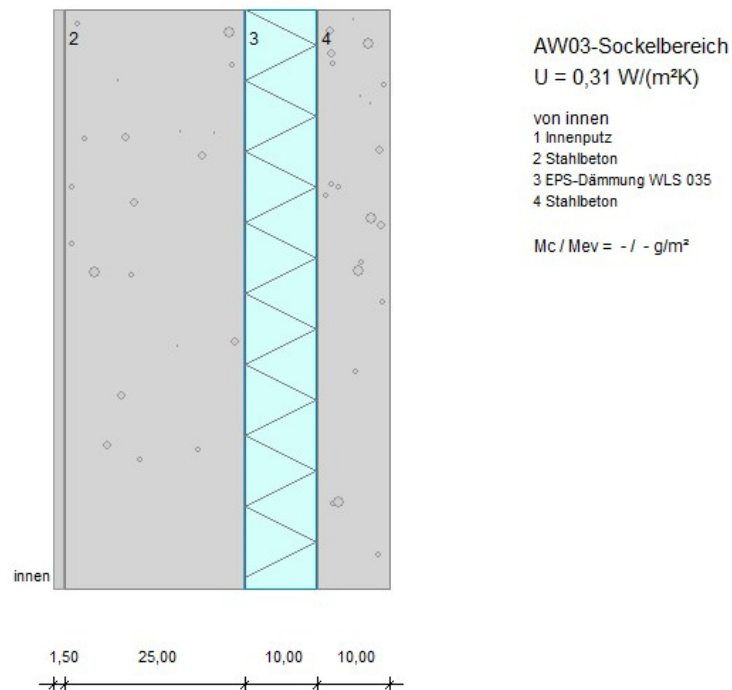 2
3
4
AW03-Sockelbereich
U = 0,31 W/(m²K)
von innen
1 Innenputz
2 Stahlbeton
3 EPS-Dämmung WLS 035
4 Stahlbeton
Mc / Mev = - / - g/m²
innen
1,50 25,00 10,00 10,00